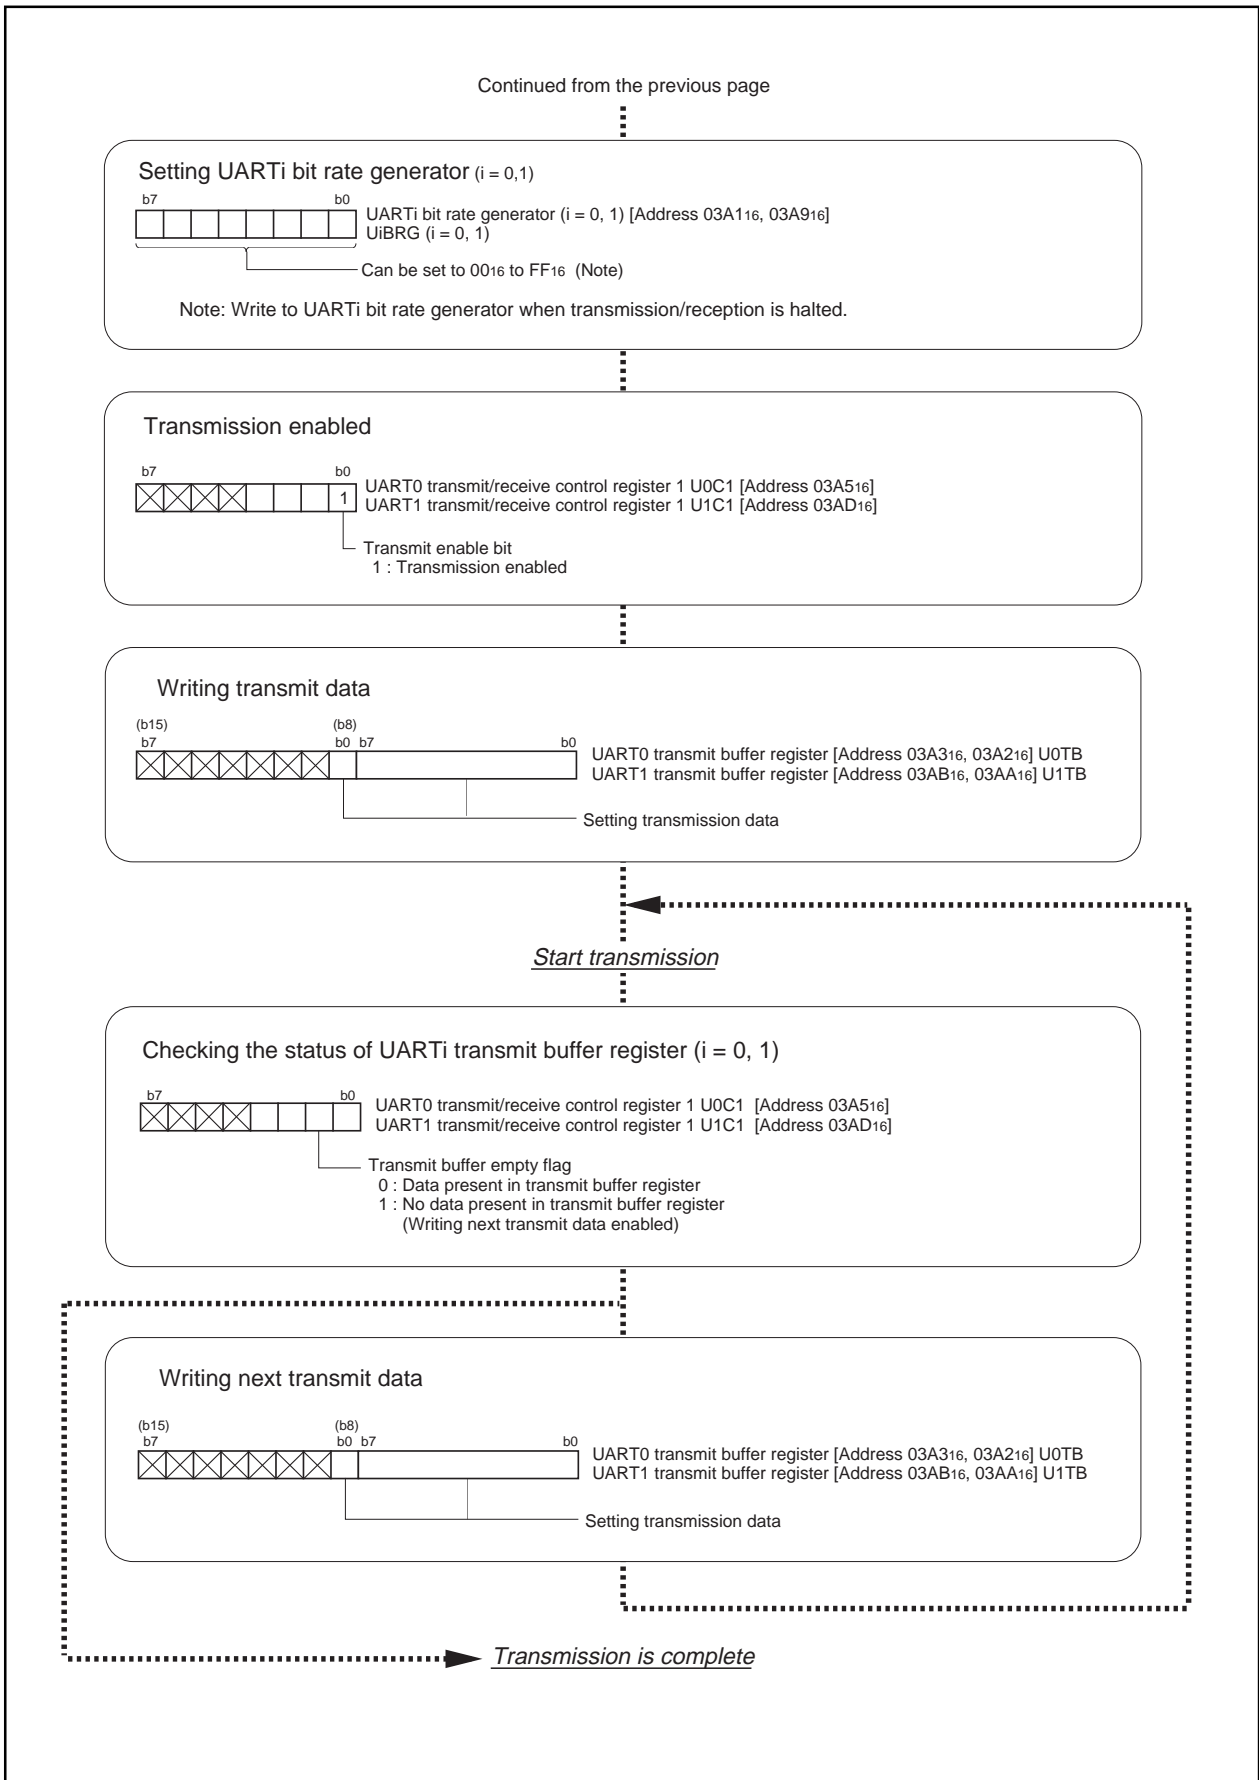 Continued from the previous page
Setting UARTi bit rate generator (i = 0,1)
b7 b0
UARTi bit rate generator (i = 0, 1) [Address 03A116, 03A916]
UiBRG (i = 0, 1)
Can be set to 0016 to FF16 (Note)
Note: Write to UARTi bit rate generator when transmission/reception is halted.
Transmission enabled
b7 b0
1
UART0 transmit/receive control register 1 U0C1 [Address 03A516]
UART1 transmit/receive control register 1 U1C1 [Address 03AD16]
Transmit enable bit
1 : Transmission enabled
Writing transmit data
(b15) (b8)
b7 b0 b7 b0
UART0 transmit buffer register [Address 03A316, 03A216] U0TB
UART1 transmit buffer register [Address 03AB16, 03AA16] U1TB
Setting transmission data
Start transmission
Checking the status of UARTi transmit buffer register (i = 0, 1)
b7 b0
UART0 transmit/receive control register 1 U0C1 [Address 03A516]
UART1 transmit/receive control register 1 U1C1 [Address 03AD16]
Transmit buffer empty flag
0 : Data present in transmit buffer register
1 : No data present in transmit buffer register
(Writing next transmit data enabled)
Writing next transmit data
(b15) (b8)
b7 b0 b7 b0
UART0 transmit buffer register [Address 03A316, 03A216] U0TB
UART1 transmit buffer register [Address 03AB16, 03AA16] U1TB
Setting transmission data
Transmission is complete